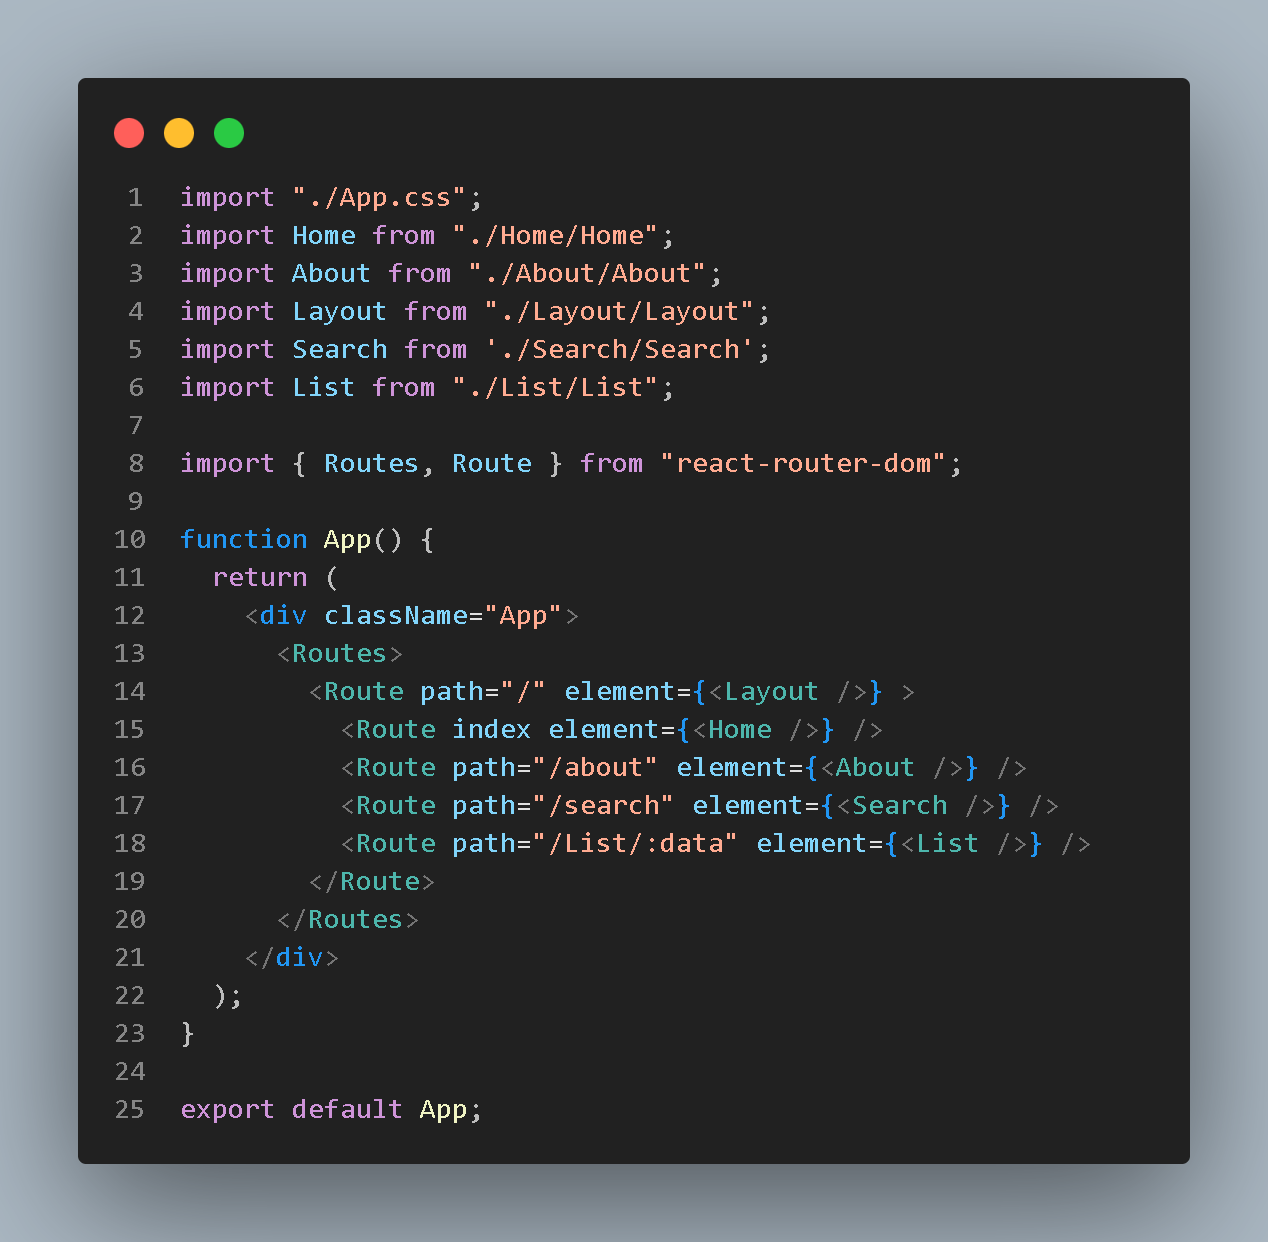 1 import "./App.css";
2 import Home from "./Home/Home";
3 import About from "./About/About";
4 import Layout from "./Layout/Layout";
5 import Search from './Search/Search';
6 import List from "./List/List";
7
8 import { Routes, Route } from "react-router-dom";
9
10 function App() {
11   return (
12     <div className="App">
13       <Routes>
14         <Route path="/" element={<Layout />} >
15           <Route index element={<Home />} />
16           <Route path="/about" element={<About />} />
17           <Route path="/search" element={<Search />} />
18           <Route path="/List/:data" element={<List />} />
19         </Route>
20       </Routes>
21     </div>
22   );
23 }
24
25 export default App;